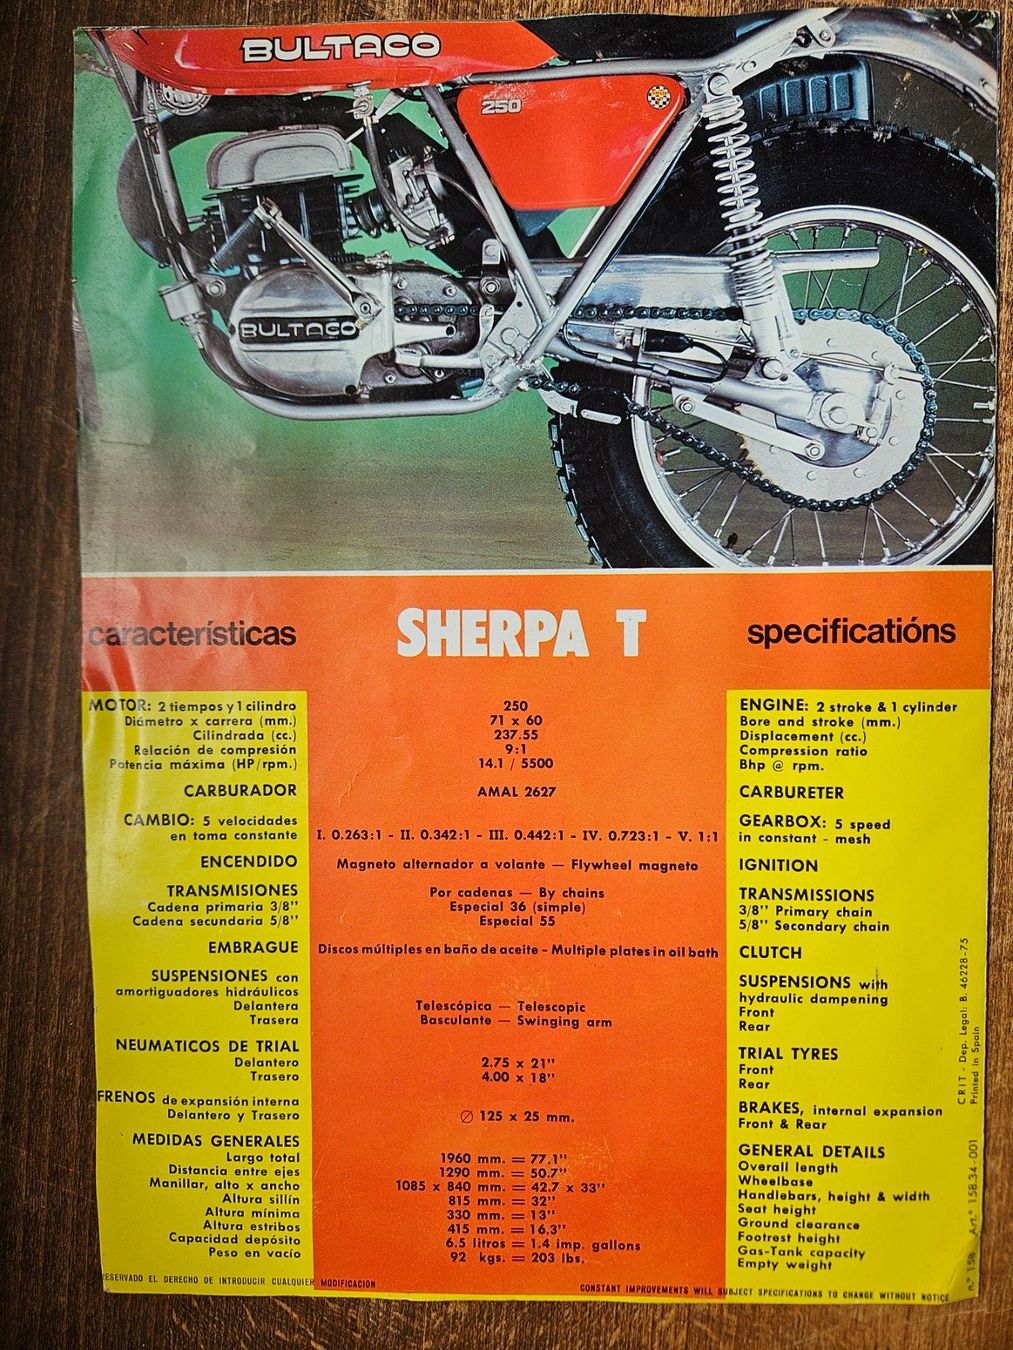 BULTACO
250
BULTACO
características
SHERPA T
specificatións
MOTOR: 2 tiempos y 1 cilindro
Diámetro x carrera (mm.)
Cilindrada (cc.)
Relación de compresión
Potencia máxima (HP/rpm.)
CARBURADOR
CAMBIO: 5 velocidades
en toma constante
ENCENDIDO
TRANSMISIONES
Cadena primaria 3/8''
Cadena secundaria 5/8''
EMBRAGUE
SUSPENSIONES con
amortiguadores hidráulicos
Delantera
Trasera
NEUMATICOS DE TRIAL
Delantero
Trasero
FRENOS de expansión interna
Delantero y Trasero
MEDIDAS GENERALES
Largo total
Distancia entre ejes
Manillar, alto x ancho
Altura sillín
Altura mínima
Altura estribos
Capacidad depósito
Peso en vacío
250
71 x 60
237.55
9:1
14.1 / 5500
AMAL 2627
I. 0.263:1 - II. 0.342:1 - III. 0.442:1 - IV. 0.723:1 - V. 1:1
Magneto alternador a volante — Flywheel magneto
Por cadenas — By chains
Especial 36 (simple)
Especial 55
Discos múltiples en baño de aceite - Multiple plates in oil bath
Telescópica — Telescopic
Basculante — Swinging arm
2.75 x 21''
4.00 x 18''
∅ 125 x 25 mm.
1960 mm. = 77,1''
1290 mm. = 50.7''
1085 x 840 mm. = 42.7 x 33''
815 mm. = 32''
330 mm. = 13''
415 mm. = 16,3''
6.5 litros = 1.4 imp. gallons
92 kgs. = 203 lbs.
ENGINE: 2 stroke & 1 cylinder
Bore and stroke (mm.)
Displacement (cc.)
Compression ratio
Bhp @ rpm.
CARBURETER
GEARBOX: 5 speed
in constant - mesh
IGNITION
TRANSMISSIONS
3/8'' Primary chain
5/8'' Secondary chain
CLUTCH
SUSPENSIONS with
hydraulic dampening
Front
Rear
TRIAL TYRES
Front
Rear
BRAKES, internal expansion
Front & Rear
GENERAL DETAILS
Overall length
Wheelbase
Handlebars, height & width
Seat height
Ground clearance
Footrest height
Gas-Tank capacity
Empty weight
CRIT - Dep. Legal: B. 46228-75
Printed in Spain
n.º 158 Art.º 158.34-001
RESERVADO EL DERECHO DE INTRODUCIR CUALQUIER MODIFICACION
CONSTANT IMPROVEMENTS WILL SUBJECT SPECIFICATIONS TO CHANGE WITHOUT NOTICE